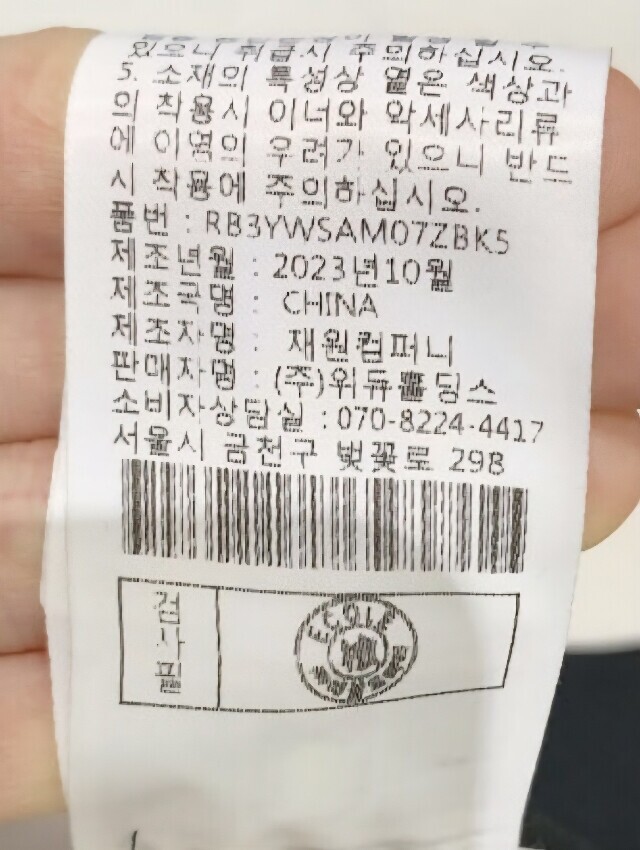 있으니 취급시 주의하십시오.
5. 소재의 특성상 옅은 색상과
의 착용시 이너와 악세사리류
에 이염의 우려가 있으니 반드
시 착용에 주의하십시오.
품번 : RB3YWSAM07ZBK5
제조년월 : 2023년10월
제조국명 : CHINA
제조자명 : 재원컴퍼니
판매자명 : (주)위듀홀딩스
소비자상담실 : 070-8224-4417
서울시 금천구 벚꽃로 298
검사필
ECOLE